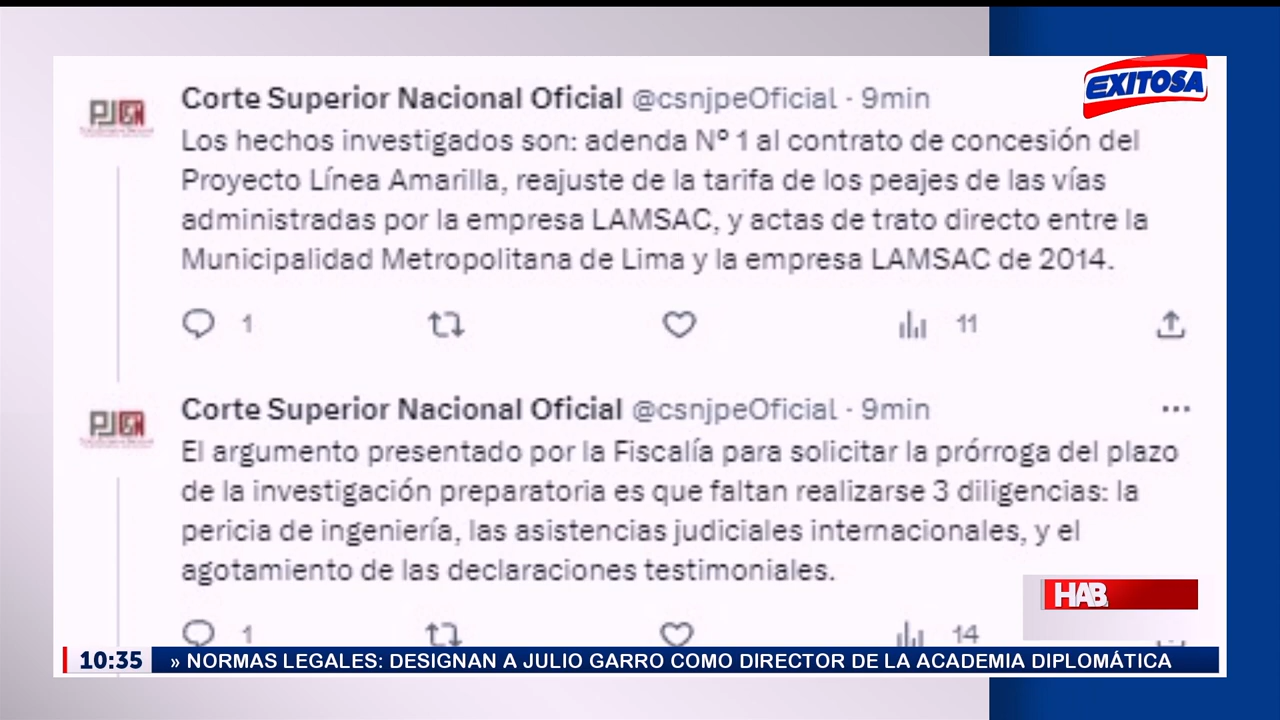 EXITOSA
PJ
Corte Superior Nacional Oficial @csnjpeOficial · 9min
Los hechos investigados son: adenda Nº 1 al contrato de concesión del
Proyecto Línea Amarilla, reajuste de la tarifa de los peajes de las vías
administradas por la empresa LAMSAC, y actas de trato directo entre la
Municipalidad Metropolitana de Lima y la empresa LAMSAC de 2014.
1 11
PJ
Corte Superior Nacional Oficial @csnjpeOficial · 9min ...
El argumento presentado por la Fiscalía para solicitar la prórroga del plazo
de la investigación preparatoria es que faltan realizarse 3 diligencias: la
pericia de ingeniería, las asistencias judiciales internacionales, y el
agotamiento de las declaraciones testimoniales.
1 14
HAB
10:35 » NORMAS LEGALES: DESIGNAN A JULIO GARRO COMO DIRECTOR DE LA ACADEMIA DIPLOMÁTICA